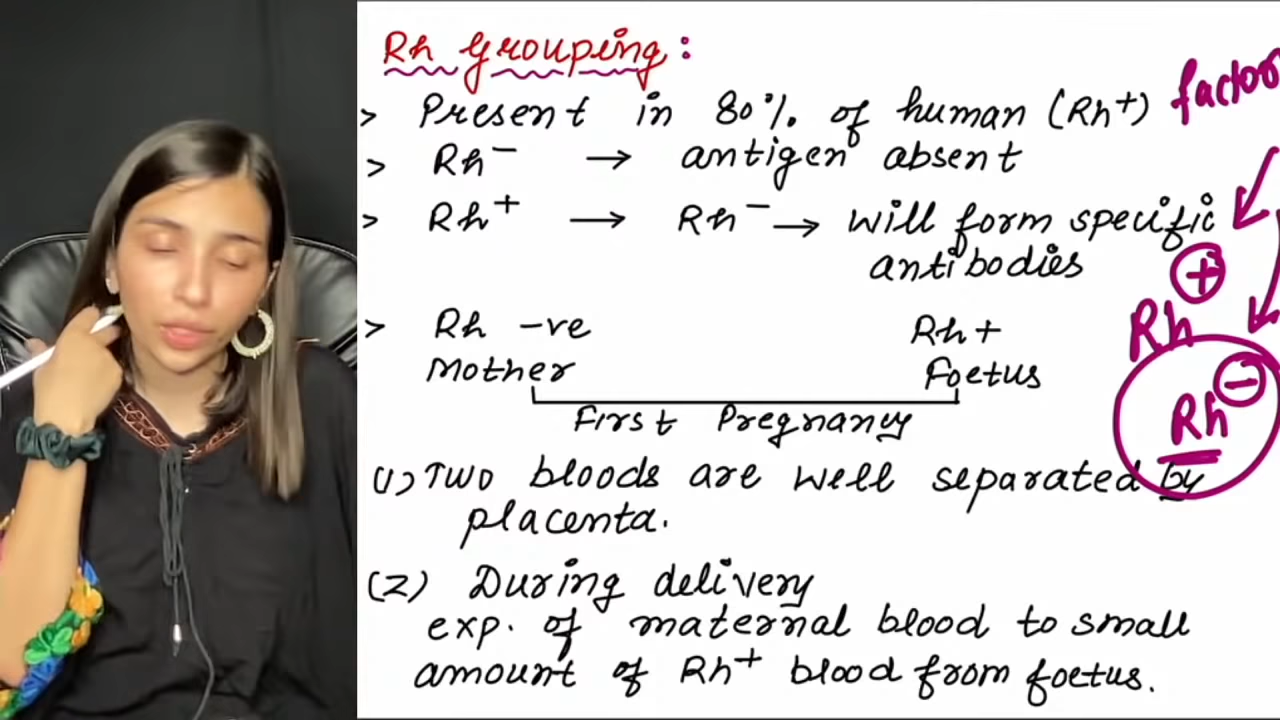 Rh Grouping :
> Present in 80% of human (Rh+) factor
> Rh− → antigen absent
> Rh+ → Rh− → will form specific
antibodies
Rh+
> Rh -ve Rh+
Mother Foetus
Rh−
First Pregnancy
(1) Two bloods are well separated by
placenta.
(2) During delivery
exp. of maternal blood to small
amount of Rh+ blood from foetus.